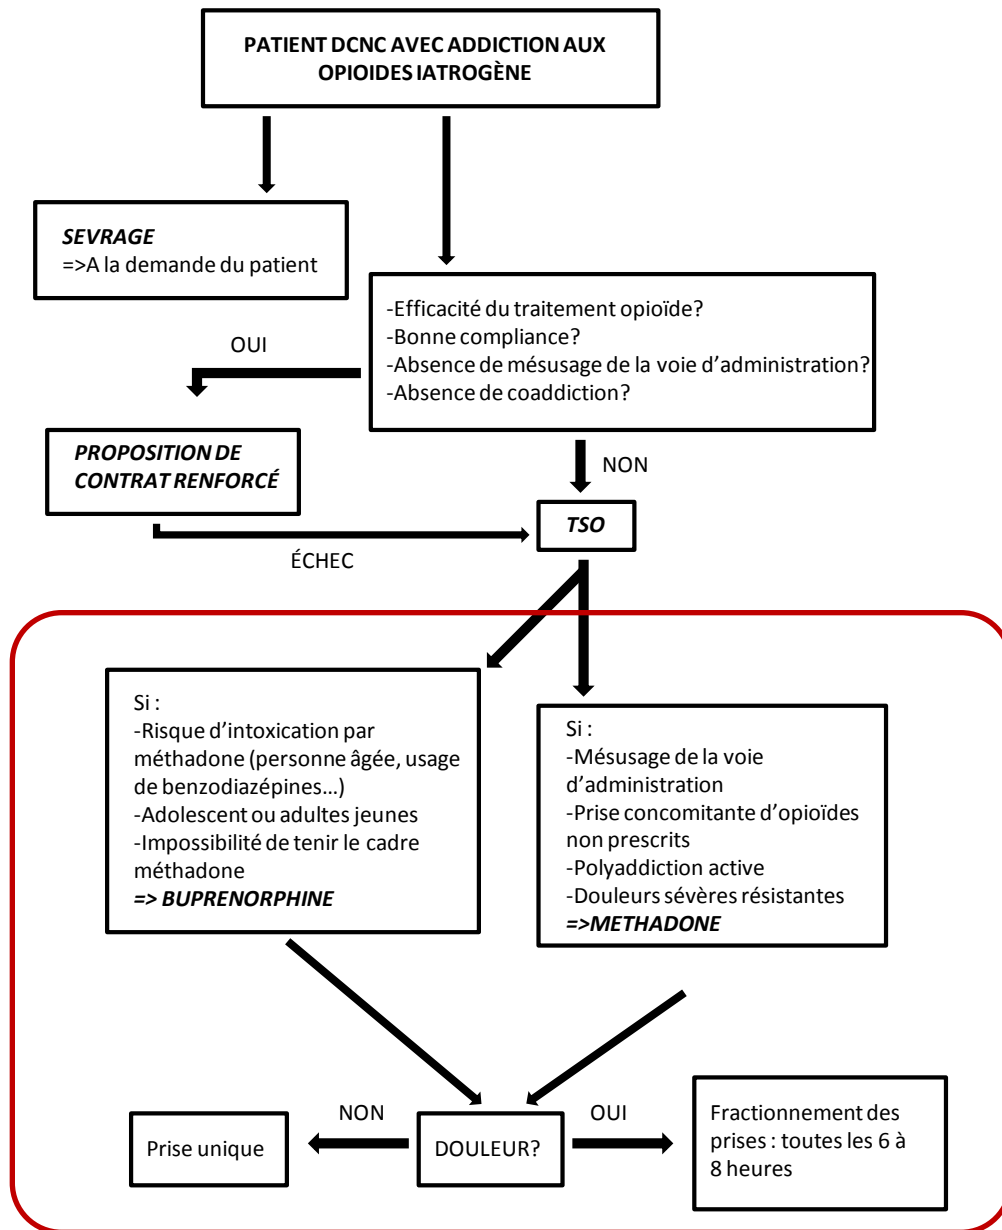 PATIENT DCNC AVEC ADDICTION AUX
OPIOIDES IATROGÈNE
SEVRAGE
=>A la demande du patient
-Efficacité du traitement opioïde?
-Bonne compliance?
-Absence de mésusage de la voie d'administration?
-Absence de coaddiction?
OUI
PROPOSITION DE
CONTRAT RENFORCÉ
NON
TSO
ÉCHEC
Si :
-Risque d'intoxication par
méthadone (personne âgée, usage
de benzodiazépines…)
-Adolescent ou adultes jeunes
-Impossibilité de tenir le cadre
méthadone
=> BUPRENORPHINE
Si :
-Mésusage de la voie
d'administration
-Prise concomitante d'opioïdes
non prescrits
-Polyaddiction active
-Douleurs sévères résistantes
=>METHADONE
NON
OUI
Prise unique
DOULEUR?
Fractionnement des
prises : toutes les 6 à
8 heures